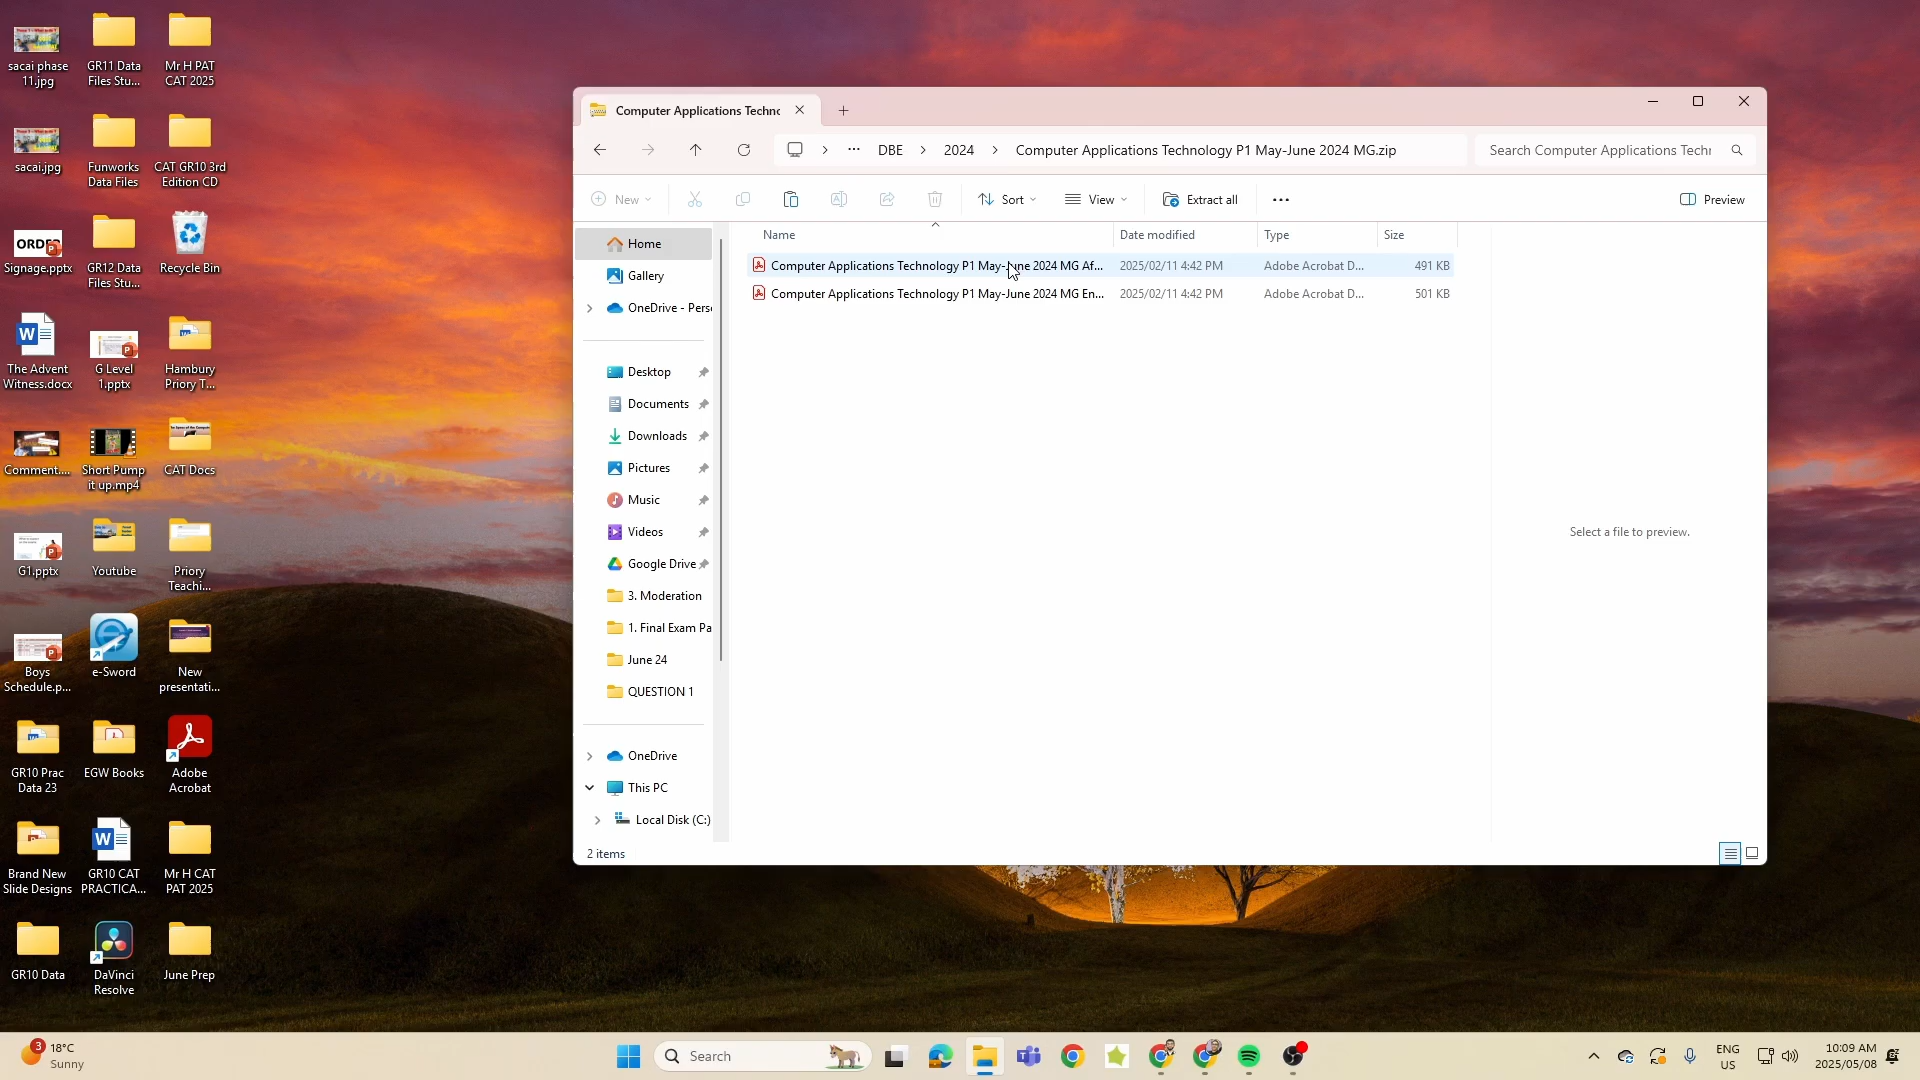 sacai phase
11.jpg
GR11 Data
Files Stu...
Mr H PAT
CAT 2025
sacai.jpg
Funworks
Data Files
CAT GR10 3rd
Edition CD
ORDER
Signage.pptx
GR12 Data
Files Stu...
Recycle Bin
The Advent
Witness.docx
G Level
1.pptx
Hambury
Priory T...
Comment....
Short Pump
it up.mp4
CAT Docs
G1.pptx
Youtube
Priory
Teachi...
Boys
Schedule.p...
e-Sword
New
presentati...
GR10 Prac
Data 23
EGW Books
Adobe
Acrobat
Brand New
Slide Designs
GR10 CAT
PRACTICA...
Mr H CAT
PAT 2025
GR10 Data
DaVinci
Resolve
June Prep
Computer Applications Techno
DBE > 2024 > Computer Applications Technology P1 May-June 2024 MG.zip
Search Computer Applications Techn
New
Sort
View
Extract all
Preview
Home
Gallery
OneDrive - Perso
Desktop
Documents
Downloads
Pictures
Music
Videos
Google Drive
3. Moderation
1. Final Exam Pa
June 24
QUESTION 1
OneDrive
This PC
Local Disk (C:)
Name Date modified Type Size
Computer Applications Technology P1 May-June 2024 MG Af... 2025/02/11 4:42 PM Adobe Acrobat D... 491 KB
Computer Applications Technology P1 May-June 2024 MG En... 2025/02/11 4:42 PM Adobe Acrobat D... 501 KB
Select a file to preview.
2 items
3
18°C
Sunny
Search
ENG
US
10:09 AM
2025/05/08